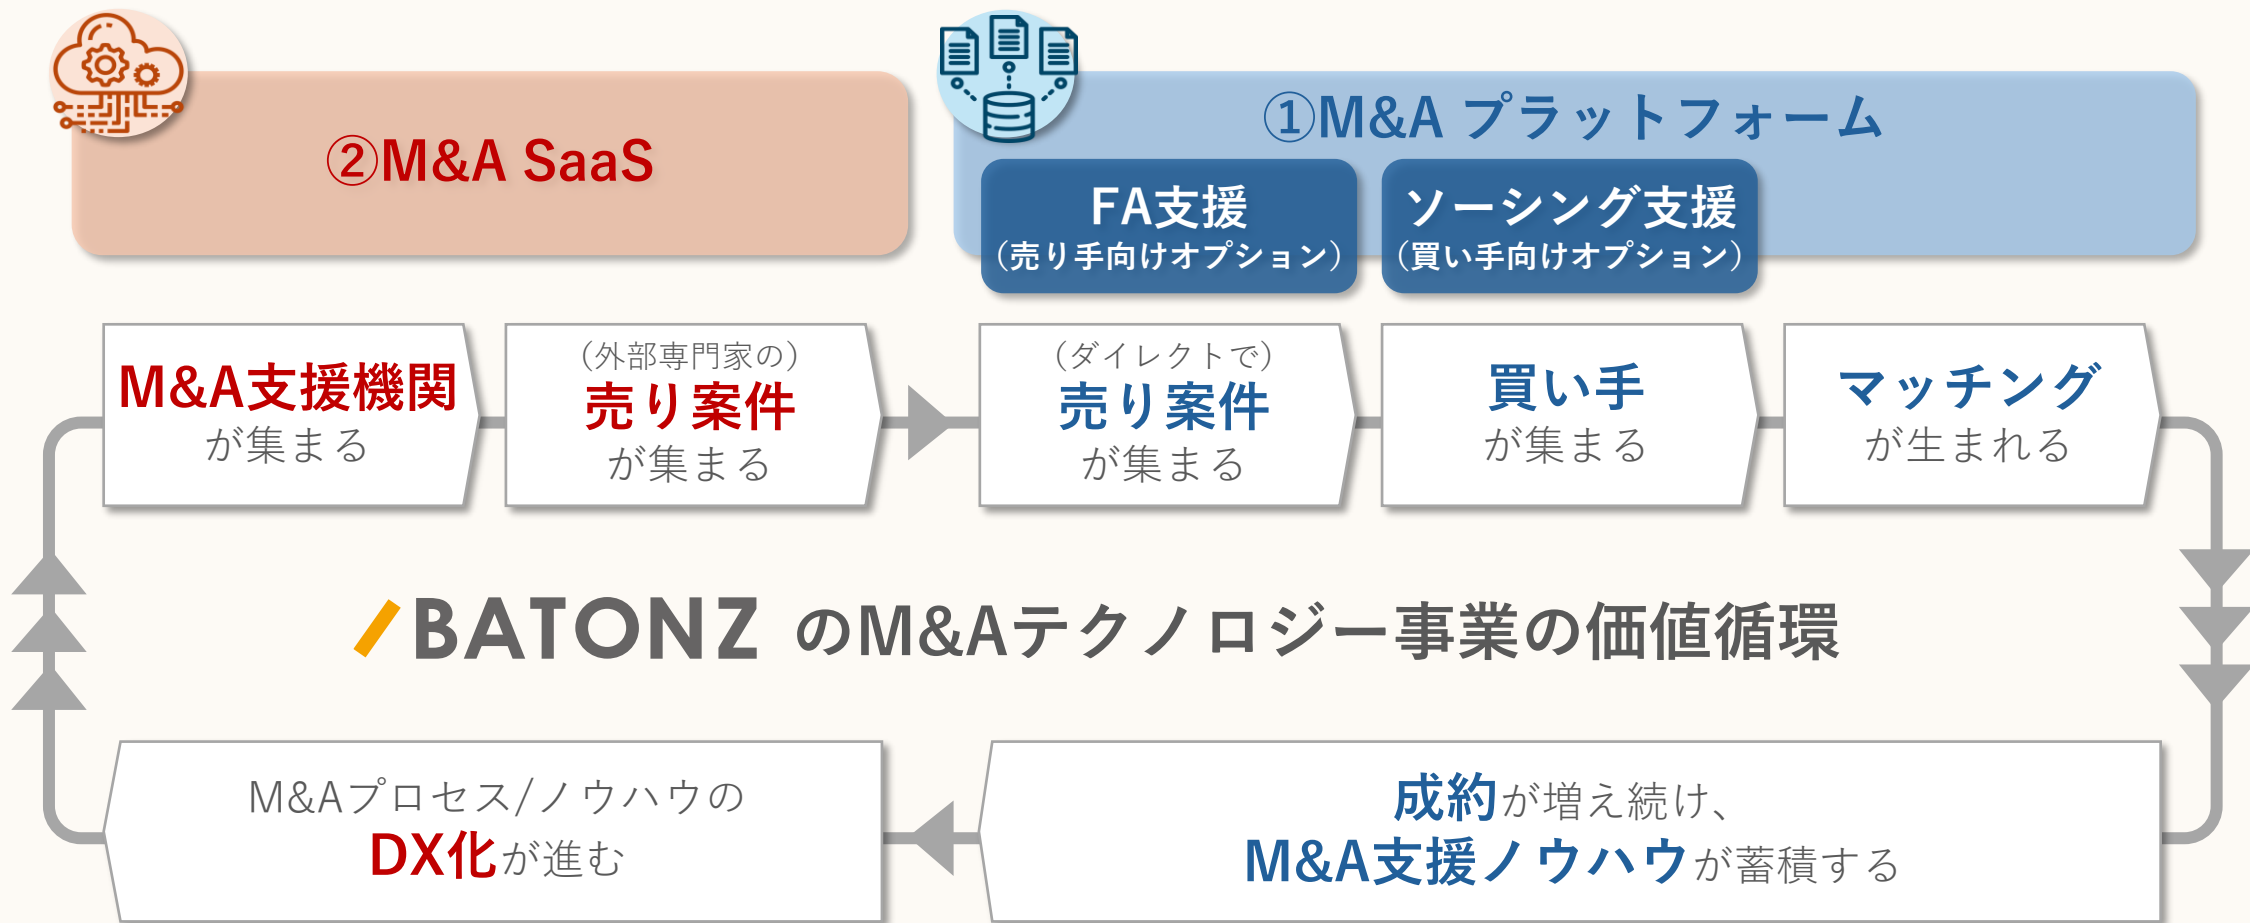 ②M&A SaaS
①M&A プラットフォーム
FA支援
（売り手向けオプション）
ソーシング支援
（買い手向けオプション）
M&A支援機関
が集まる
（外部専門家の）
売り案件
が集まる
（ダイレクトで）
売り案件
が集まる
買い手
が集まる
マッチング
が生まれる
BATONZ のM&Aテクノロジー事業の価値循環
M&Aプロセス/ノウハウの
DX化が進む
成約が増え続け、
M&A支援ノウハウが蓄積する